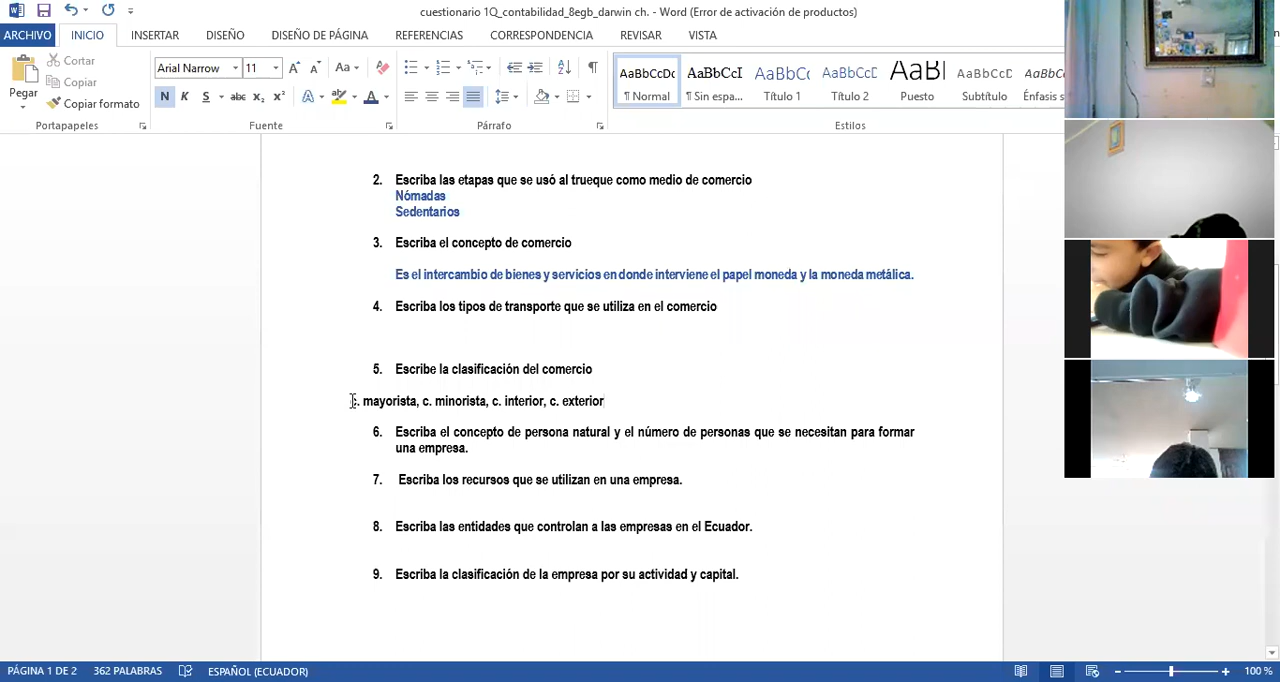 cuestionario 1Q_contabilidad_8egb_darwin ch. - Word (Error de activación de productos)
ARCHIVO INICIO INSERTAR DISEÑO DISEÑO DE PÁGINA REFERENCIAS CORRESPONDENCIA REVISAR VISTA
Pegar
Cortar
Copiar
Copiar formato
Portapapeles
Arial Narrow 11
N K S abc x₂ x²
Fuente
Párrafo
AaBbCcDc AaBbCcI AaBbCc AaBbCcD AaBl AaBbCcD AaBbCc
¶ Normal ¶ Sin espa... Título 1 Título 2 Puesto Subtítulo Énfasis s
Estilos
2. Escriba las etapas que se usó al trueque como medio de comercio
Nómadas
Sedentarios
3. Escriba el concepto de comercio
Es el intercambio de bienes y servicios en donde interviene el papel moneda y la moneda metálica.
4. Escriba los tipos de transporte que se utiliza en el comercio
5. Escribe la clasificación del comercio
c. mayorista, c. minorista, c. interior, c. exterior
6. Escriba el concepto de persona natural y el número de personas que se necesitan para formar
una empresa.
7. Escriba los recursos que se utilizan en una empresa.
8. Escriba las entidades que controlan a las empresas en el Ecuador.
9. Escriba la clasificación de la empresa por su actividad y capital.
PÁGINA 1 DE 2 362 PALABRAS ESPAÑOL (ECUADOR) 100 %